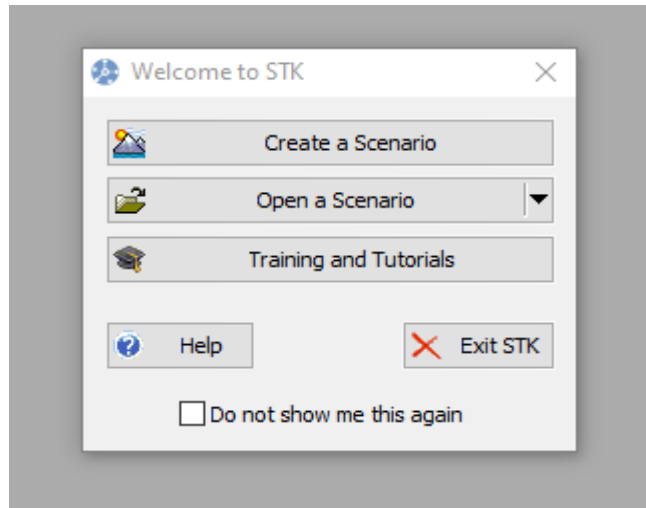 Welcome to STK
Create a Scenario
Open a Scenario
Training and Tutorials
Help
Exit STK
Do not show me this again